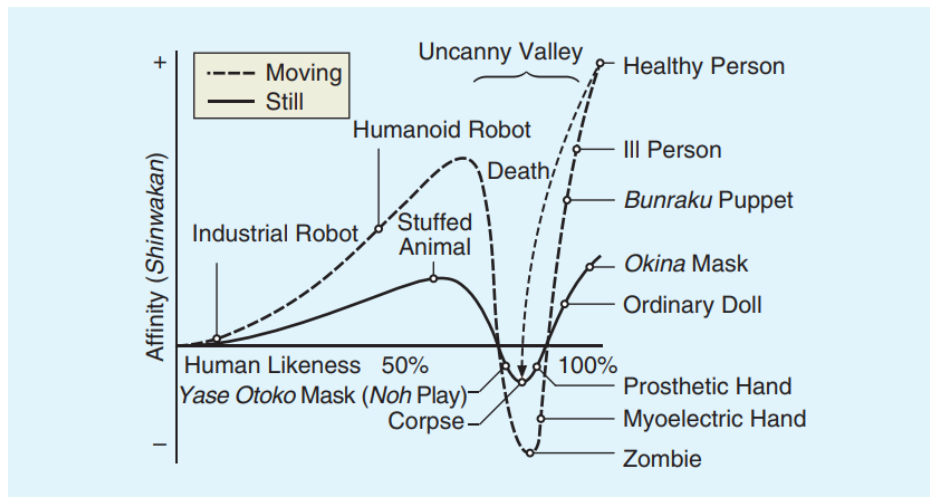 Uncanny Valley
+
Moving
Still
Healthy Person
Humanoid Robot
Ill Person
Death
Bunraku Puppet
Industrial Robot
Stuffed
Animal
Okina Mask
Ordinary Doll
Affinity (Shinwakan)
Human Likeness 50% 100%
Yase Otoko Mask (Noh Play)
Prosthetic Hand
Corpse
Myoelectric Hand
–
Zombie